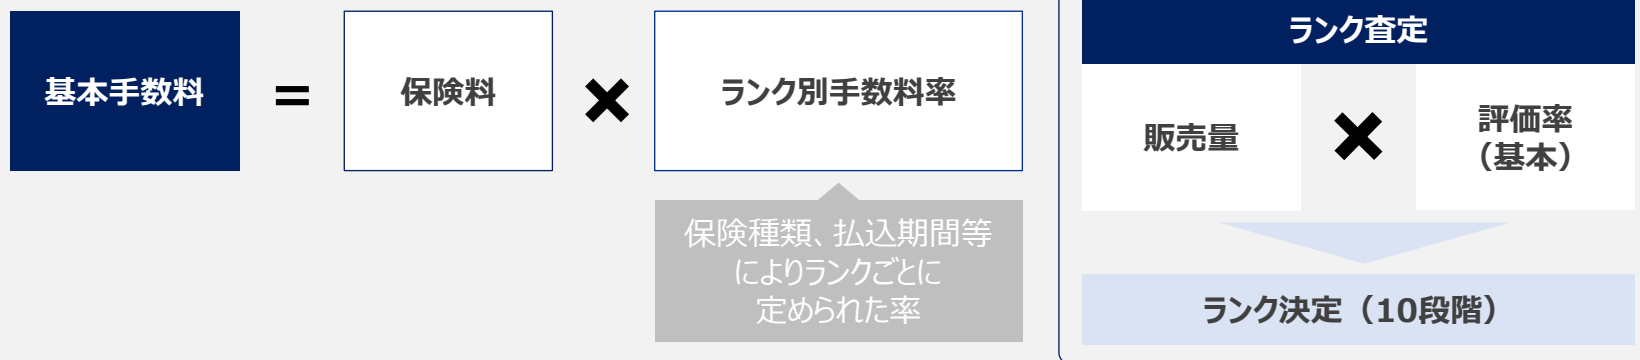 基本手数料
=
保険料
×
ランク別手数料率
保険種類、払込期間等
によりランクごとに
定められた率
ランク査定
販売量
×
評価率
（基本）
ランク決定（10段階）